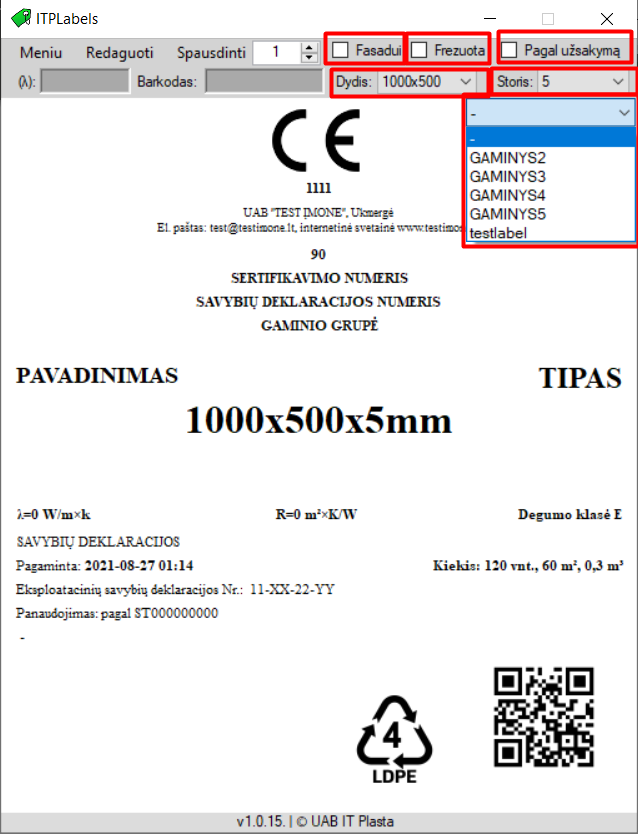 ITPLabels
Meniu Redaguoti Spausdinti 1 Fasadui Frezuota Pagal užsakymą
(λ): Barkodas: Dydis: 1000x500 Storis: 5
-
-
GAMINYS2
GAMINYS3
GAMINYS4
GAMINYS5
testlabel
CE
1111
UAB "TEST ĮMONE", Ukmergė
El. paštas: test@testimone.lt, internetinė svetainė www.testimon
90
SERTIFIKAVIMO NUMERIS
SAVYBIŲ DEKLARACIJOS NUMERIS
GAMINIO GRUPĖ
PAVADINIMAS TIPAS
1000x500x5mm
λ=0 W/m×k R=0 m²×K/W Degumo klasė E
SAVYBIŲ DEKLARACIJOS
Pagaminta: 2021-08-27 01:14 Kiekis: 120 vnt., 60 m², 0,3 m³
Eksploatacinių savybių deklaracijos Nr.: 11-XX-22-YY
Panaudojimas: pagal ST000000000
-
4
LDPE
v1.0.15. | © UAB IT Plasta